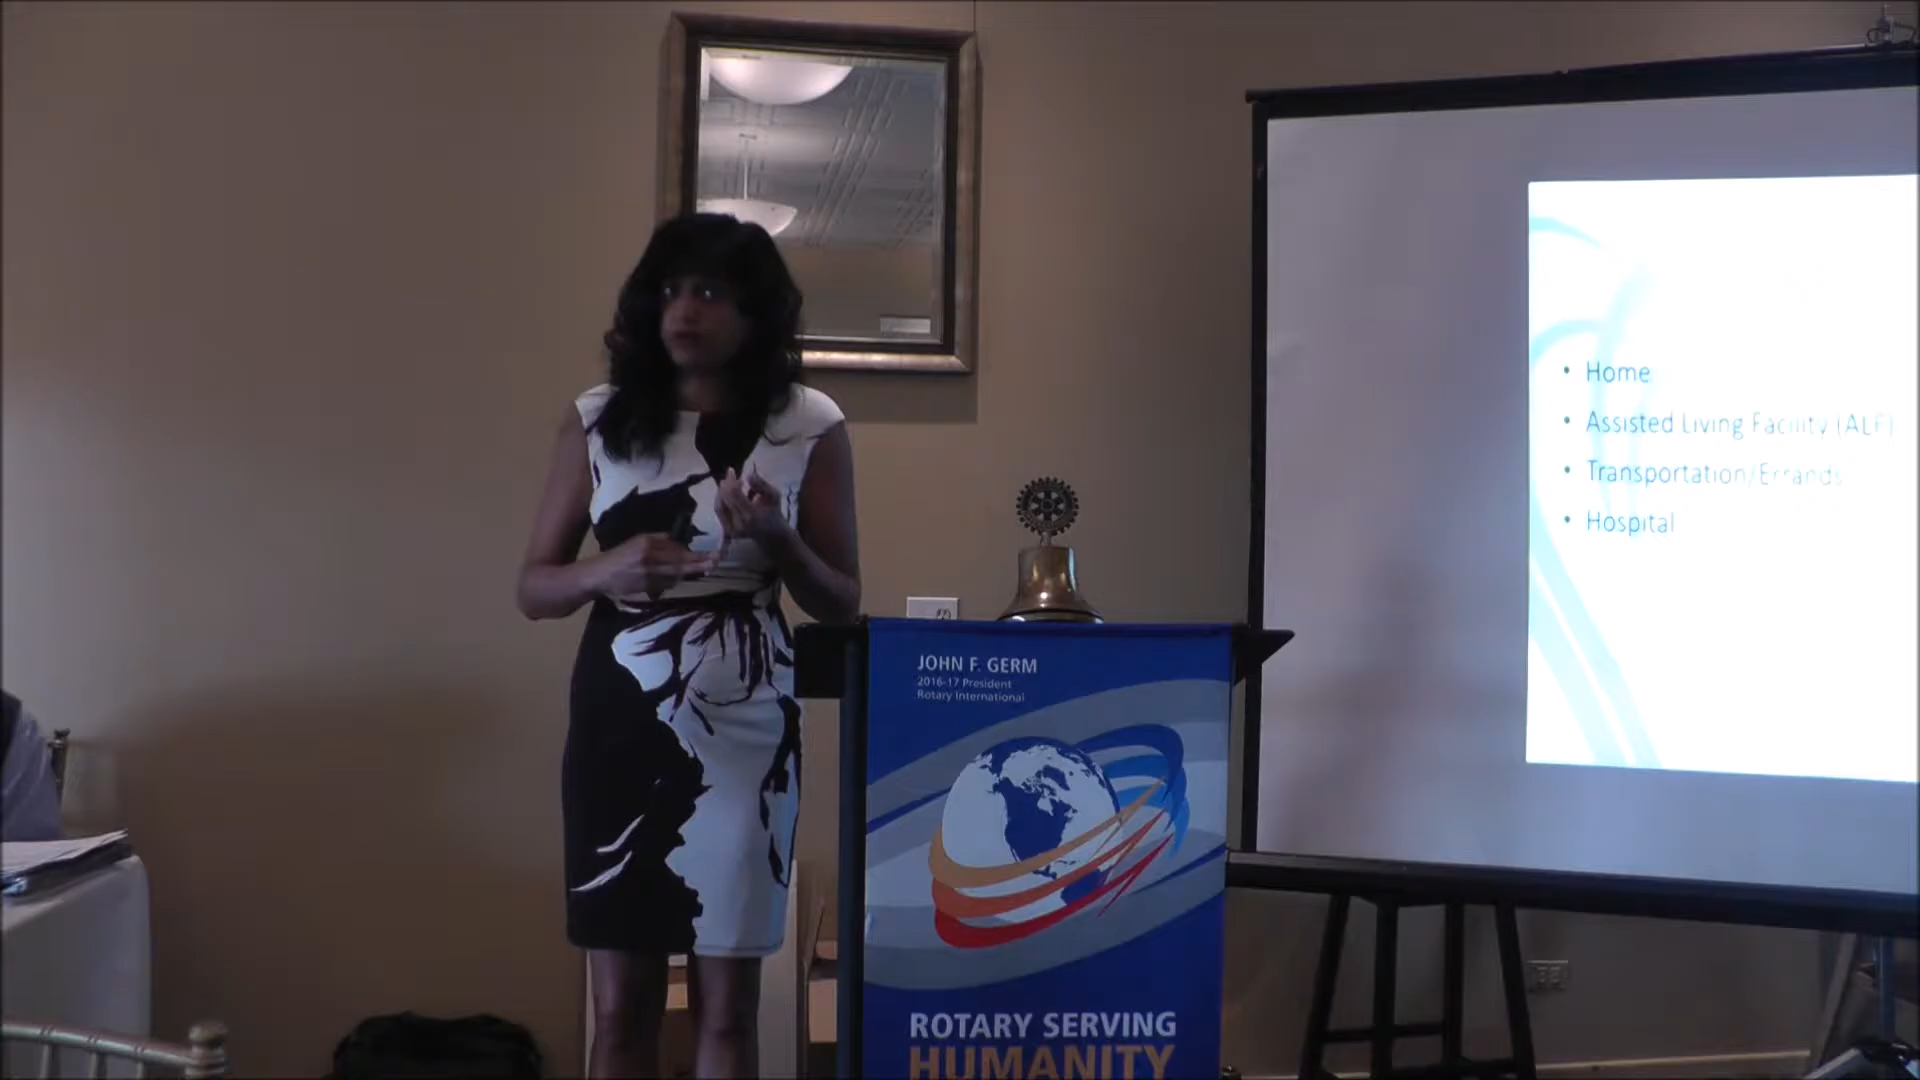 JOHN F. GERM
2016-17 President
Rotary International
ROTARY SERVING
HUMANITY
• Home
• Assisted Living Facility (ALF)
• Transportation/Errands
• Hospital